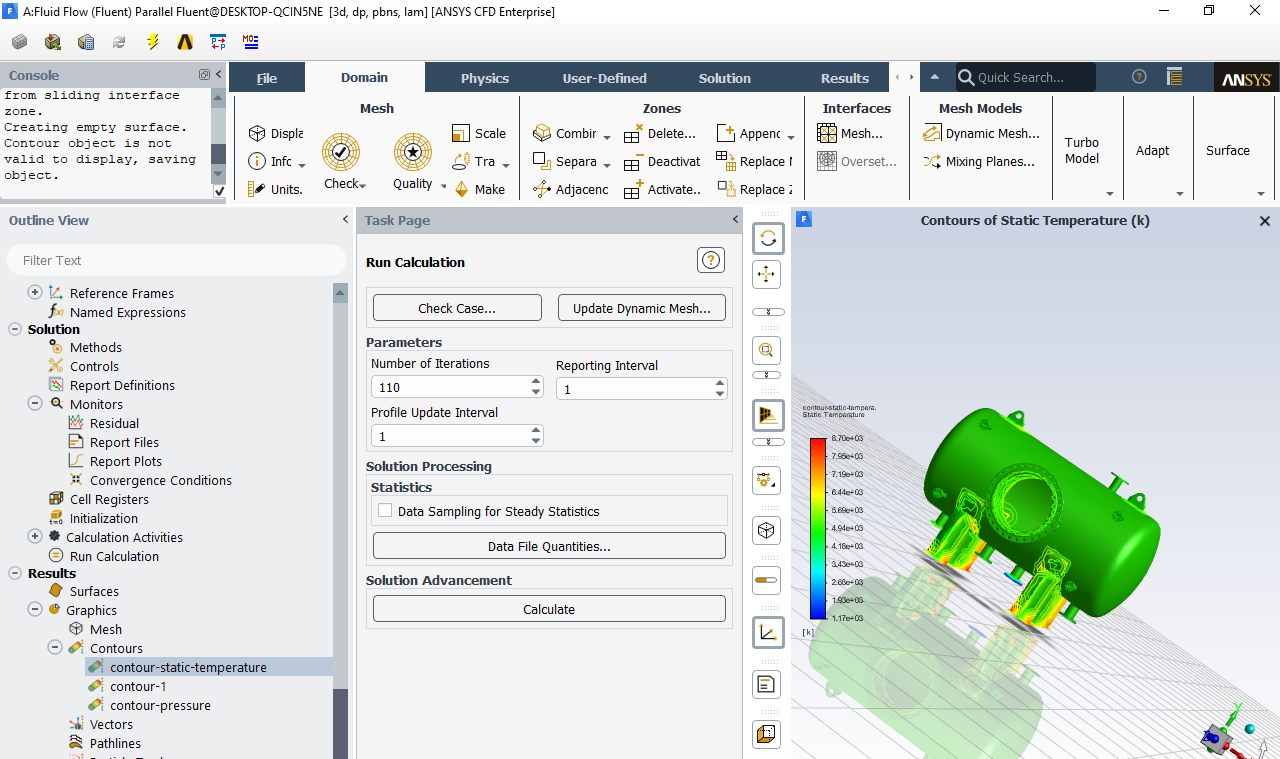 A:Fluid Flow (Fluent) Parallel Fluent@DESKTOP-QCIN5NE [3d, dp, pbns, lam] [ANSYS CFD Enterprise]
Console
from sliding interface
zone.
Creating empty surface.
Contour object is not
valid to display, saving
object.
File
Domain
Physics
User-Defined
Solution
Results
Quick Search...
ANSYS
Mesh
Displa
Info
Units.
Check
Quality
Scale
Tra
Make
Zones
Combin
Separa
Adjacenc
Delete...
Deactivat
Activate..
Append
Replace M
Replace Z
Interfaces
Mesh...
Overset...
Mesh Models
Dynamic Mesh...
Mixing Planes...
Turbo
Model
Adapt
Surface
Outline View
Filter Text
Reference Frames
Named Expressions
Solution
Methods
Controls
Report Definitions
Monitors
Residual
Report Files
Report Plots
Convergence Conditions
Cell Registers
Initialization
Calculation Activities
Run Calculation
Results
Surfaces
Graphics
Mesh
Contours
contour-static-temperature
contour-1
contour-pressure
Vectors
Pathlines
Task Page
Run Calculation
Check Case...
Update Dynamic Mesh...
Parameters
Number of Iterations
110
Reporting Interval
1
Profile Update Interval
1
Solution Processing
Statistics
Data Sampling for Steady Statistics
Data File Quantities...
Solution Advancement
Calculate
Contours of Static Temperature (k)
contour-static-tempera.
Static Temperature
8.70e+03
7.95e+03
7.19e+03
6.44e+03
5.69e+03
4.94e+03
4.18e+03
3.43e+03
2.68e+03
1.93e+03
1.17e+03
[k]
Y